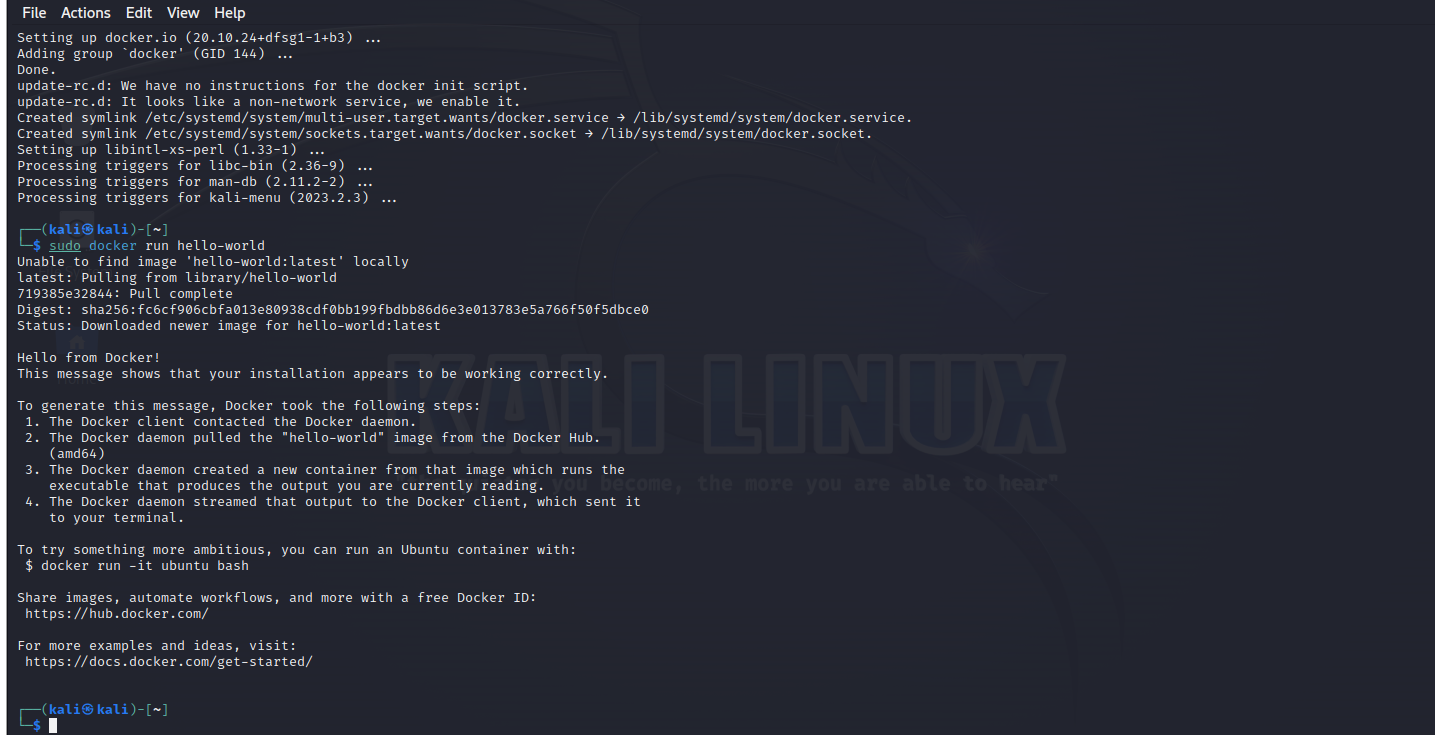 File Actions Edit View Help
Setting up docker.io (20.10.24+dfsg1-1+b3) ...
Adding group `docker' (GID 144) ...
Done.
update-rc.d: We have no instructions for the docker init script.
update-rc.d: It looks like a non-network service, we enable it.
Created symlink /etc/systemd/system/multi-user.target.wants/docker.service → /lib/systemd/system/docker.service.
Created symlink /etc/systemd/system/sockets.target.wants/docker.socket → /lib/systemd/system/docker.socket.
Setting up libintl-xs-perl (1.33-1) ...
Processing triggers for libc-bin (2.36-9) ...
Processing triggers for man-db (2.11.2-2) ...
Processing triggers for kali-menu (2023.2.3) ...
┌──(kali㉿kali)-[~]
└─$ sudo docker run hello-world
Unable to find image 'hello-world:latest' locally
latest: Pulling from library/hello-world
719385e32844: Pull complete
Digest: sha256:fc6cf906cbfa013e80938cdf0bb199fbdbb86d6e3e013783e5a766f50f5dbce0
Status: Downloaded newer image for hello-world:latest
Hello from Docker!
This message shows that your installation appears to be working correctly.
To generate this message, Docker took the following steps:
1. The Docker client contacted the Docker daemon.
2. The Docker daemon pulled the "hello-world" image from the Docker Hub.
(amd64)
3. The Docker daemon created a new container from that image which runs the
executable that produces the output you are currently reading.
4. The Docker daemon streamed that output to the Docker client, which sent it
to your terminal.
To try something more ambitious, you can run an Ubuntu container with:
$ docker run -it ubuntu bash
Share images, automate workflows, and more with a free Docker ID:
https://hub.docker.com/
For more examples and ideas, visit:
https://docs.docker.com/get-started/
┌──(kali㉿kali)-[~]
└─$
KALI LINUX
you become, the more you are able to hear"